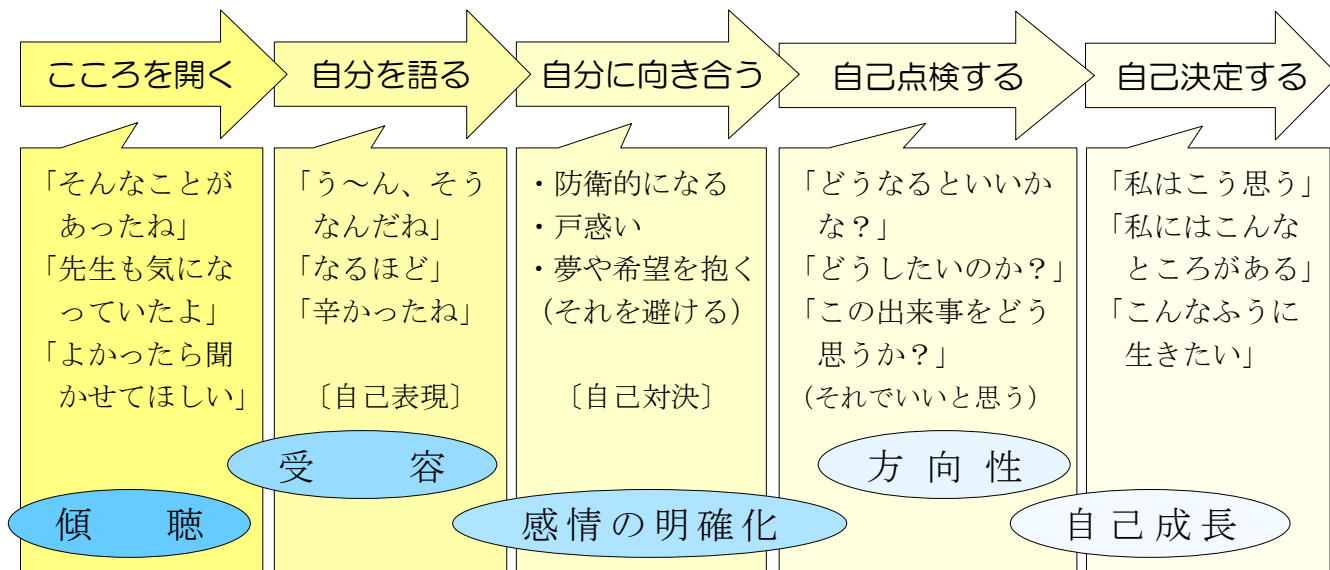 こころを開く
自分を語る
自分に向き合う
自己点検する
自己決定する
「そんなことが
あったね」
「先生も気にな
っていたよ」
「よかったら聞
かせてほしい」
「う～ん、そう
なんだね」
「なるほど」
「辛かったね」
〔自己表現〕
・防衛的になる
・戸惑い
・夢や希望を抱く
（それを避ける）
〔自己対決〕
「どうなるといいか
な？」
「どうしたいのか？」
「この出来事をどう
思うか？」
（それでいいと思う）
「私はこう思う」
「私にはこんな
ところがある」
「こんなふうに
生きたい」
傾　聴
受　容
感情の明確化
方向性
自己成長